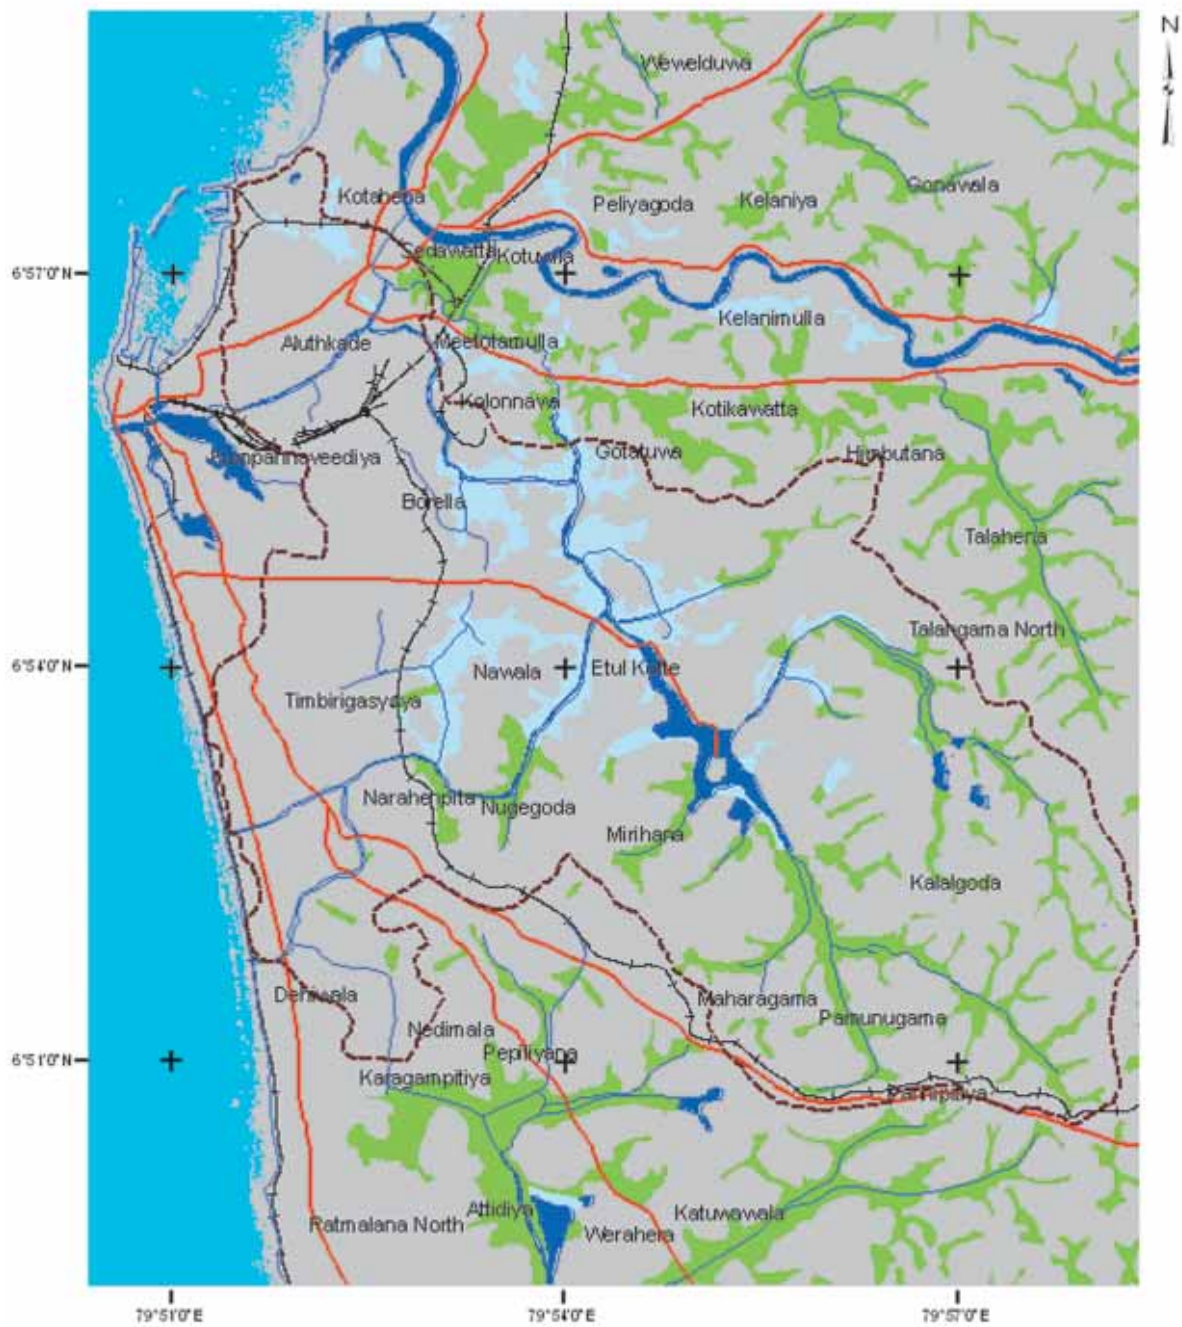 N
Wewelduwa
Gonawala
Kotahena
Peliyagoda
Kelaniya
Sedawatta
Kotuwila
6°57'0"N
Kelanimulla
Aluthkade
Meetotamulla
Kolonnawa
Kotikawatta
Gotatuwa
Himbutana
Borella
Talahena
Talangama North
6°54'0"N
Nawala
Etul Kotte
Timbirigasyaya
Narahenpita
Nugegoda
Mirihana
Kalalgoda
Dehiwala
Maharagama
Pamunugama
Nedimala
Pepiliyana
6°51'0"N
Karagampitiya
Pannipitiya
Attidiya
Katuwawala
Ratmalana North
Werahera
79°51'0"E
79°54'0"E
79°57'0"E